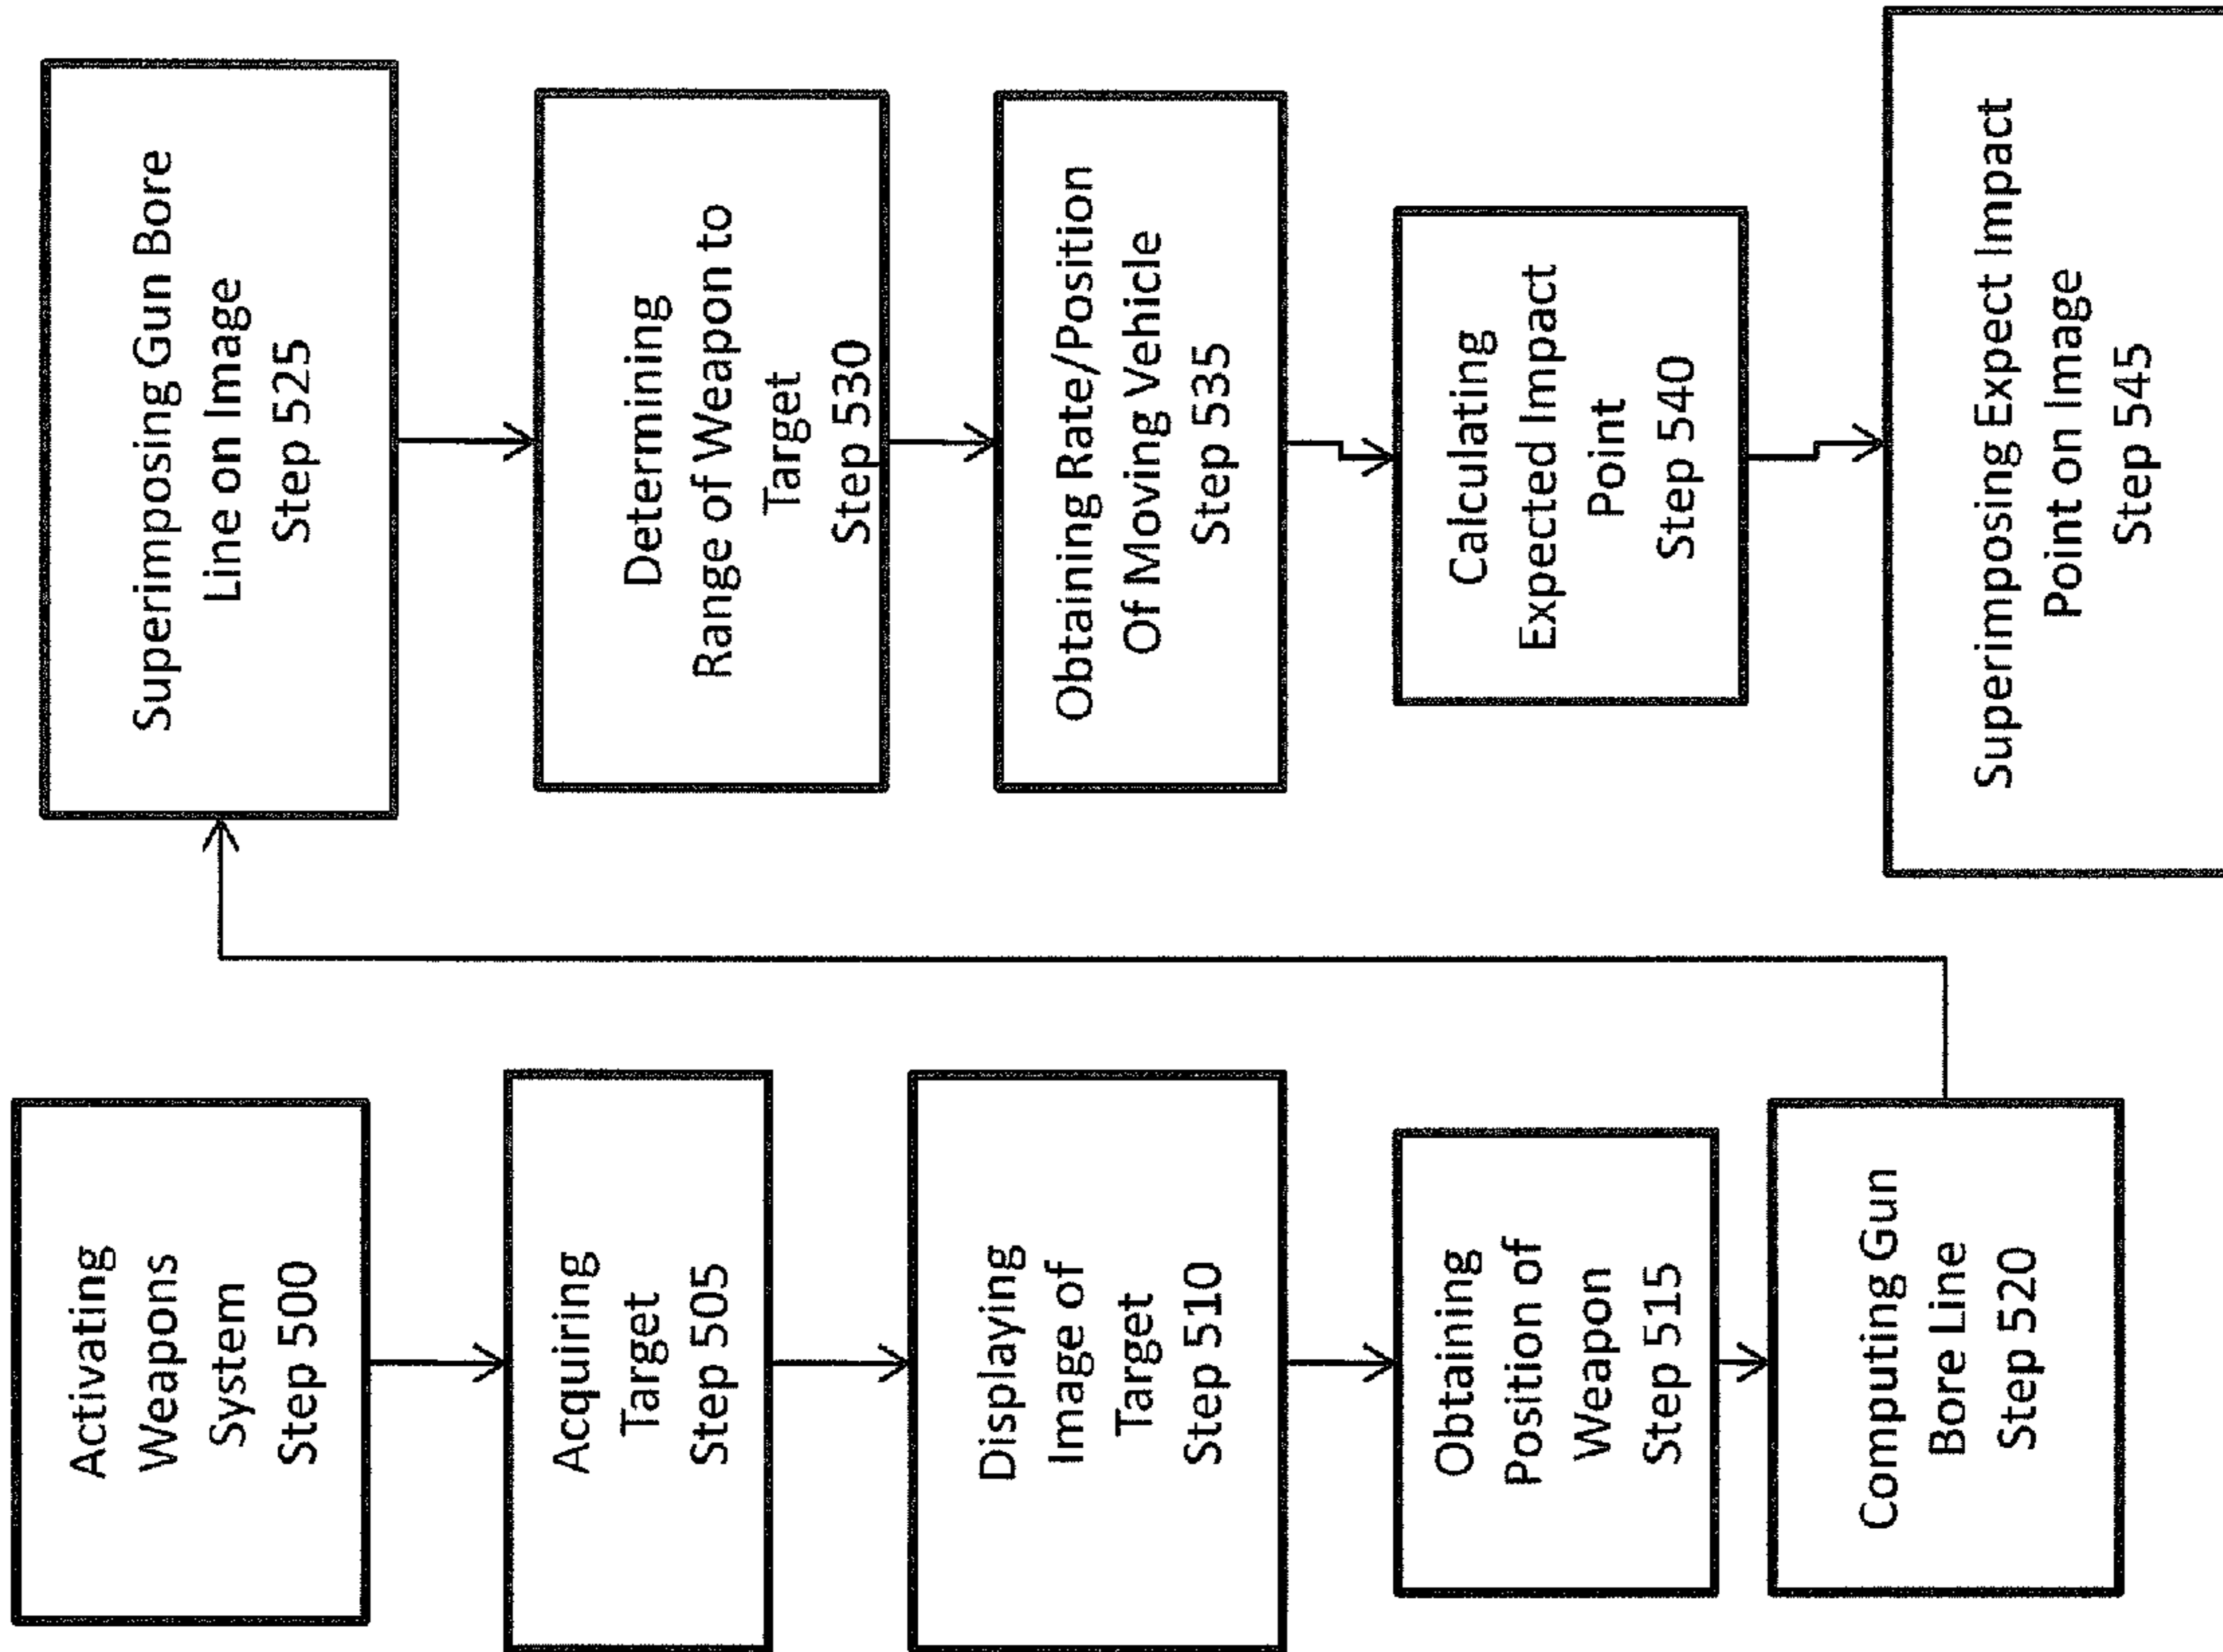 Activating
Weapons
System
Step 500
Acquiring
Target
Step 505
Displaying
Image of
Target
Step 510
Obtaining
Position of
Weapon
Step 515
Computing Gun
Bore Line
Step 520
Superimposing Gun Bore
Line on Image
Step 525
Determining
Range of Weapon to
Target
Step 530
Obtaining Rate/Position
Of Moving Vehicle
Step 535
Calculating
Expected Impact
Point
Step 540
Superimposing Expect Impact
Point on Image
Step 545